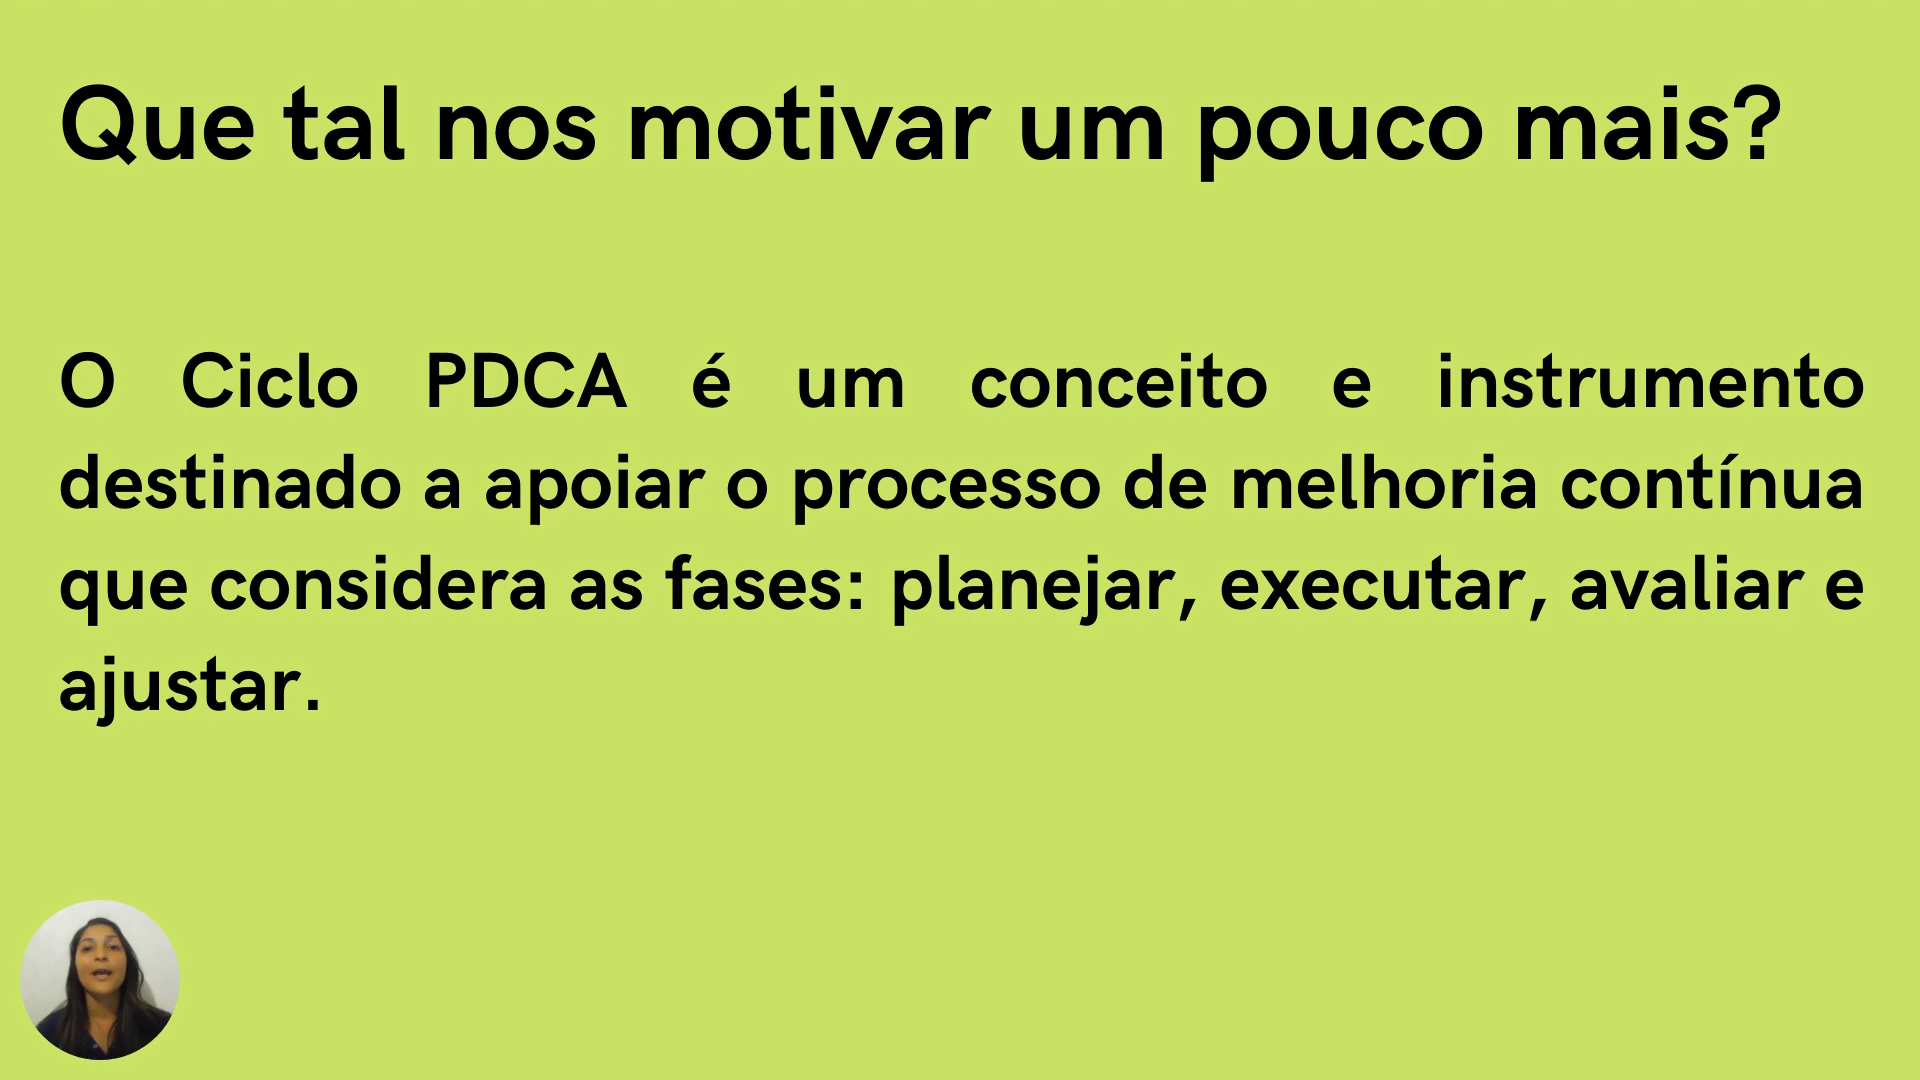 Que tal nos motivar um pouco mais?
O Ciclo PDCA é um conceito e instrumento
destinado a apoiar o processo de melhoria contínua
que considera as fases: planejar, executar, avaliar e
ajustar.